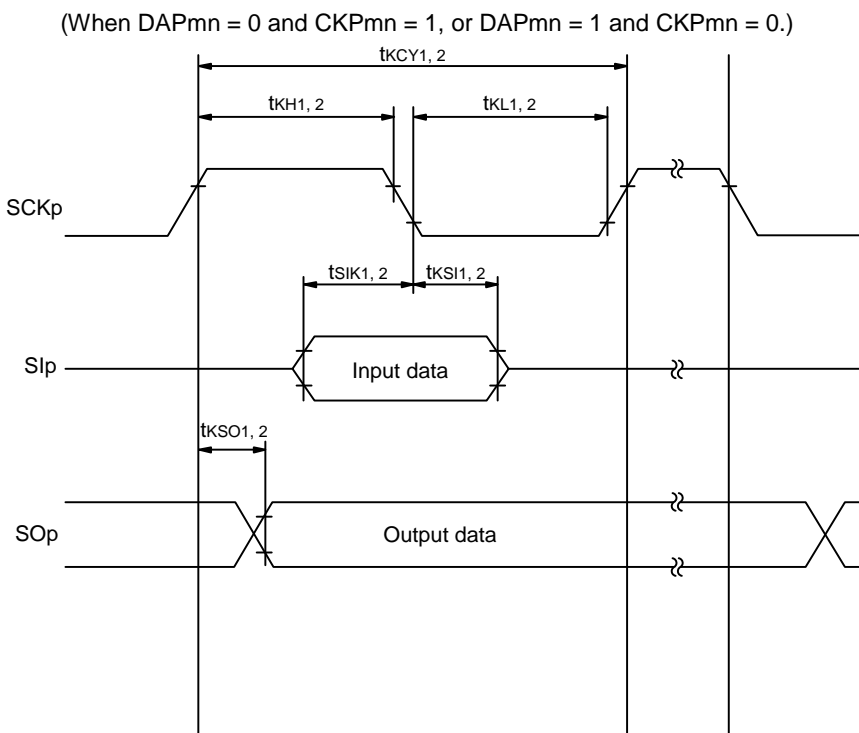 (When DAPmn = 0 and CKPmn = 1, or DAPmn = 1 and CKPmn = 0.)
tKCY1, 2
tKH1, 2
tKL1, 2
SCKp
tSIK1, 2
tKSI1, 2
SIp
Input data
tKSO1, 2
SOp
Output data